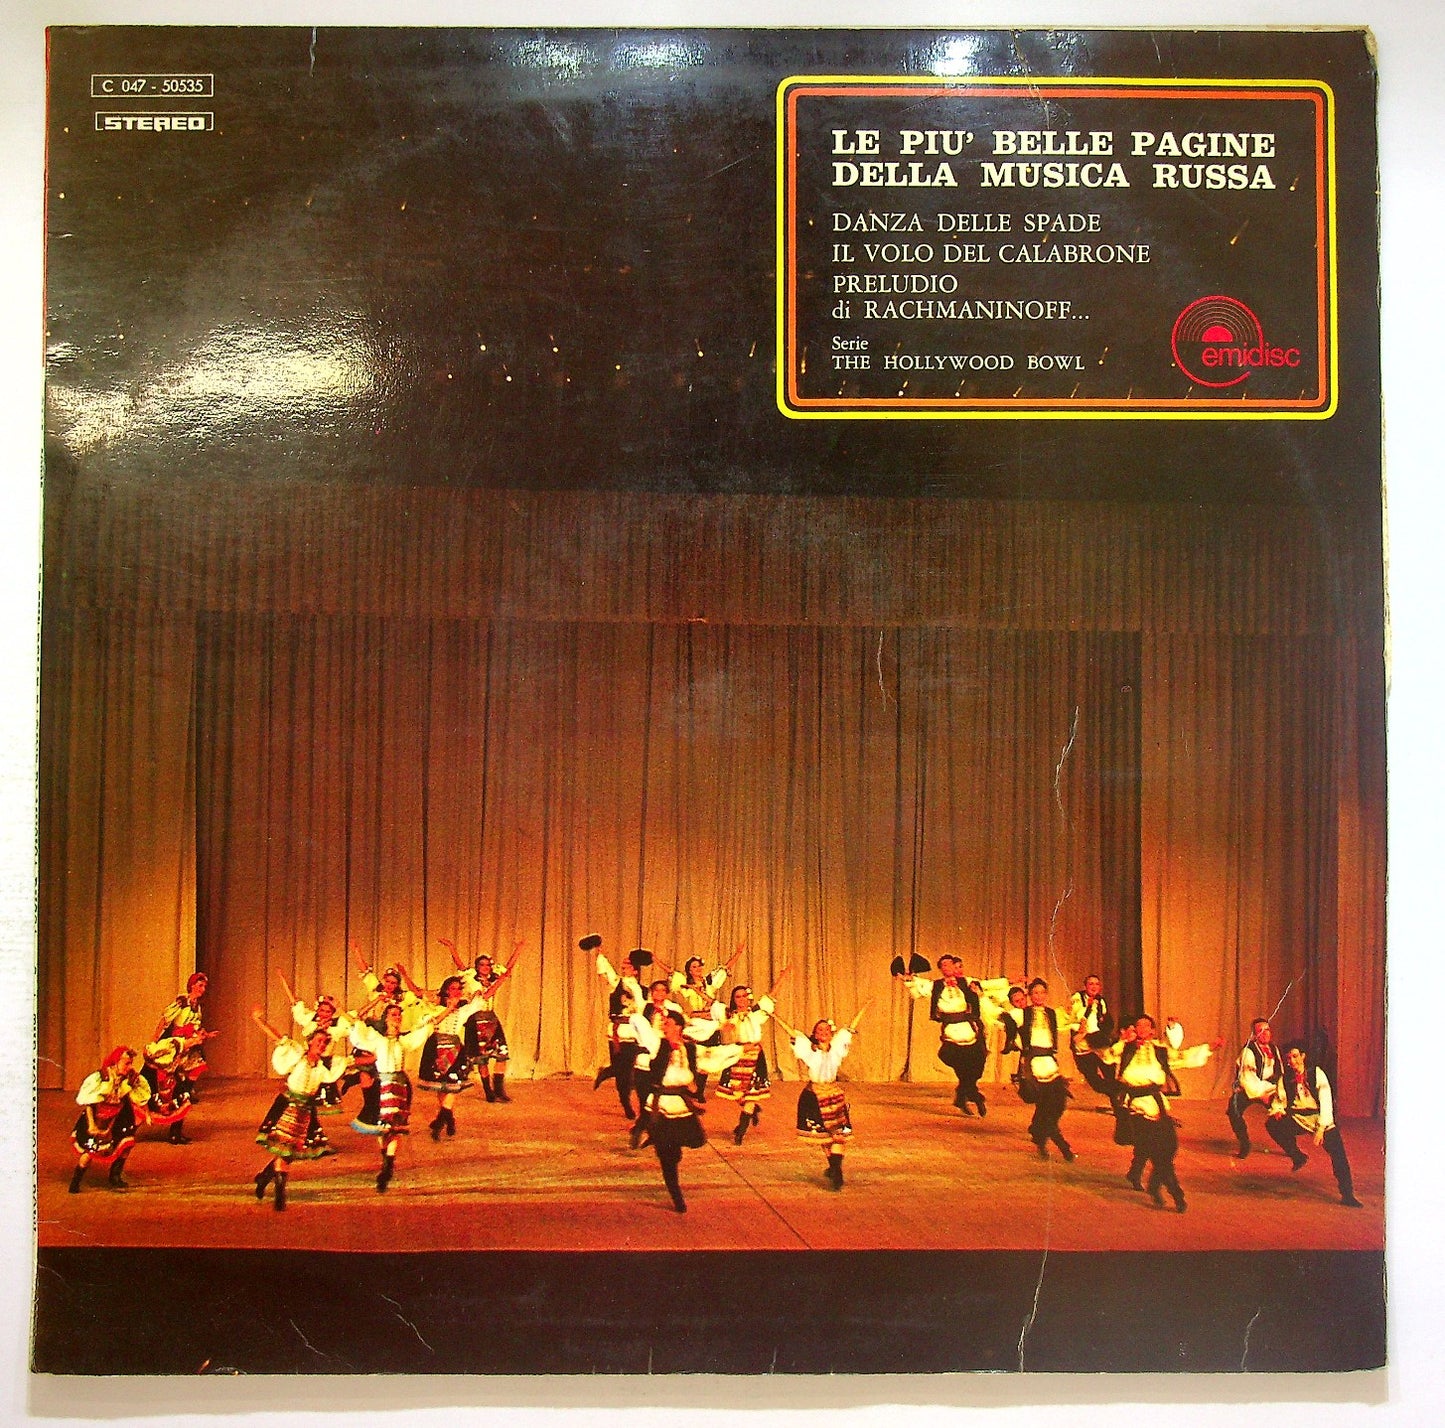 C 047 - 50535
STEREO
LE PIU' BELLE PAGINE
DELLA MUSICA RUSSA
DANZA DELLE SPADE
IL VOLO DEL CALABRONE
PRELUDIO
di RACHMANINOFF...
Serie
THE HOLLYWOOD BOWL
emidisc